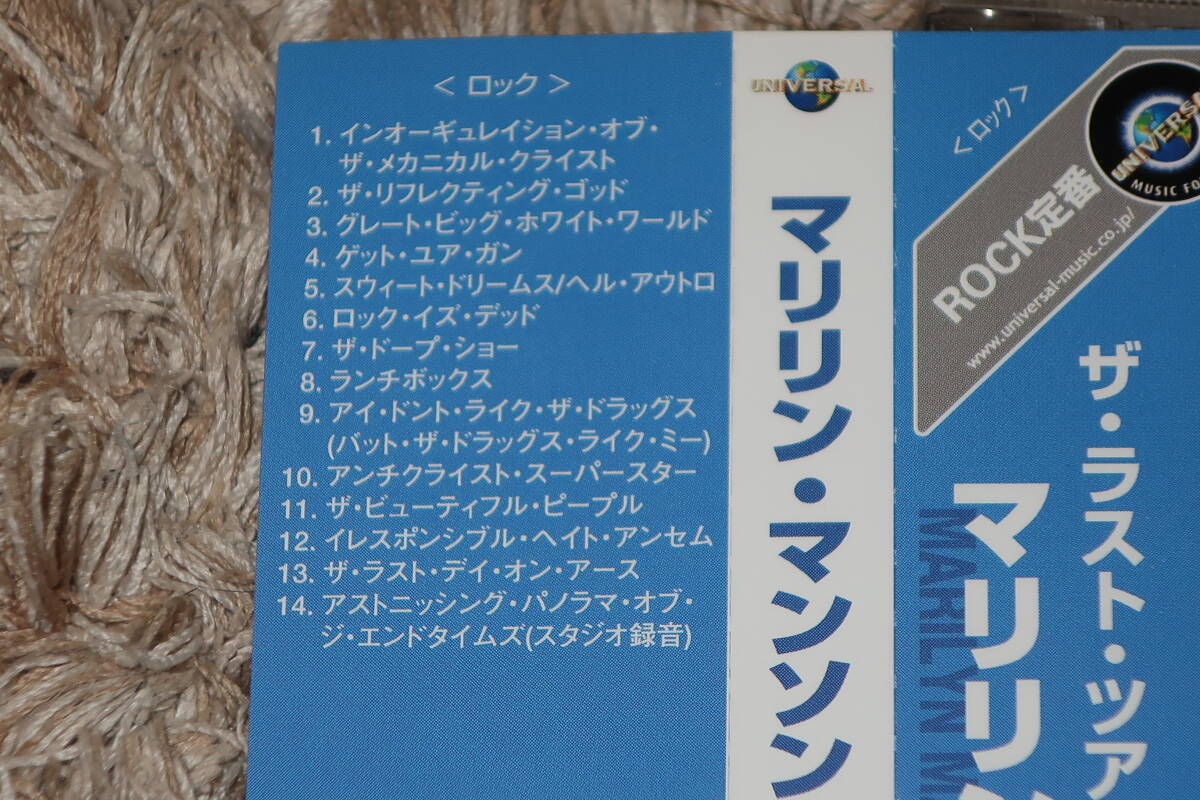 < ロック >
1. インオーギュレイション・オブ・
ザ・メカニカル・クライスト
2. ザ・リフレクティング・ゴッド
3. グレート・ビッグ・ホワイト・ワールド
4. ゲット・ユア・ガン
5. スウィート・ドリームス/ヘル・アウトロ
6. ロック・イズ・デッド
7. ザ・ドープ・ショー
8. ランチボックス
9. アイ・ドント・ライク・ザ・ドラッグス
(バット・ザ・ドラッグス・ライク・ミー)
10. アンチクライスト・スーパースター
11. ザ・ビューティフル・ピープル
12. イレスポンシブル・ヘイト・アンセム
13. ザ・ラスト・デイ・オン・アース
14. アストニッシング・パノラマ・オブ・
ジ・エンドタイムズ(スタジオ録音)
UNIVERSAL
マリリン・マンソン
< ロック >
UNIVERSA
MUSIC FO
ROCK定番
www.universal-music.co.jp/
ザ・ラスト・ツア
マリリン
MARILYN M